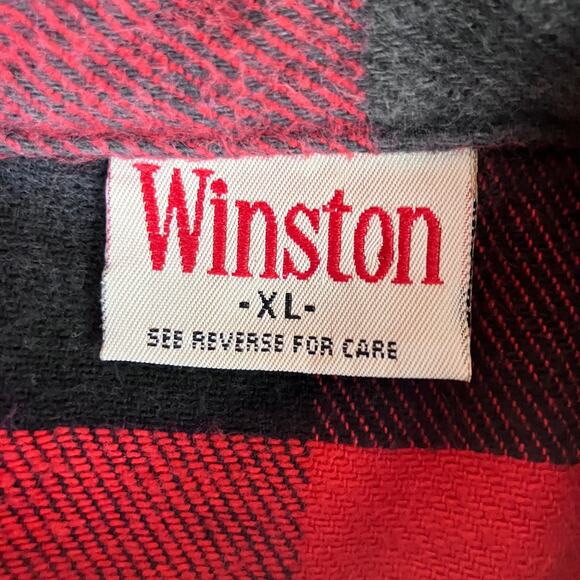 Winston
-XL-
SEE REVERSE FOR CARE